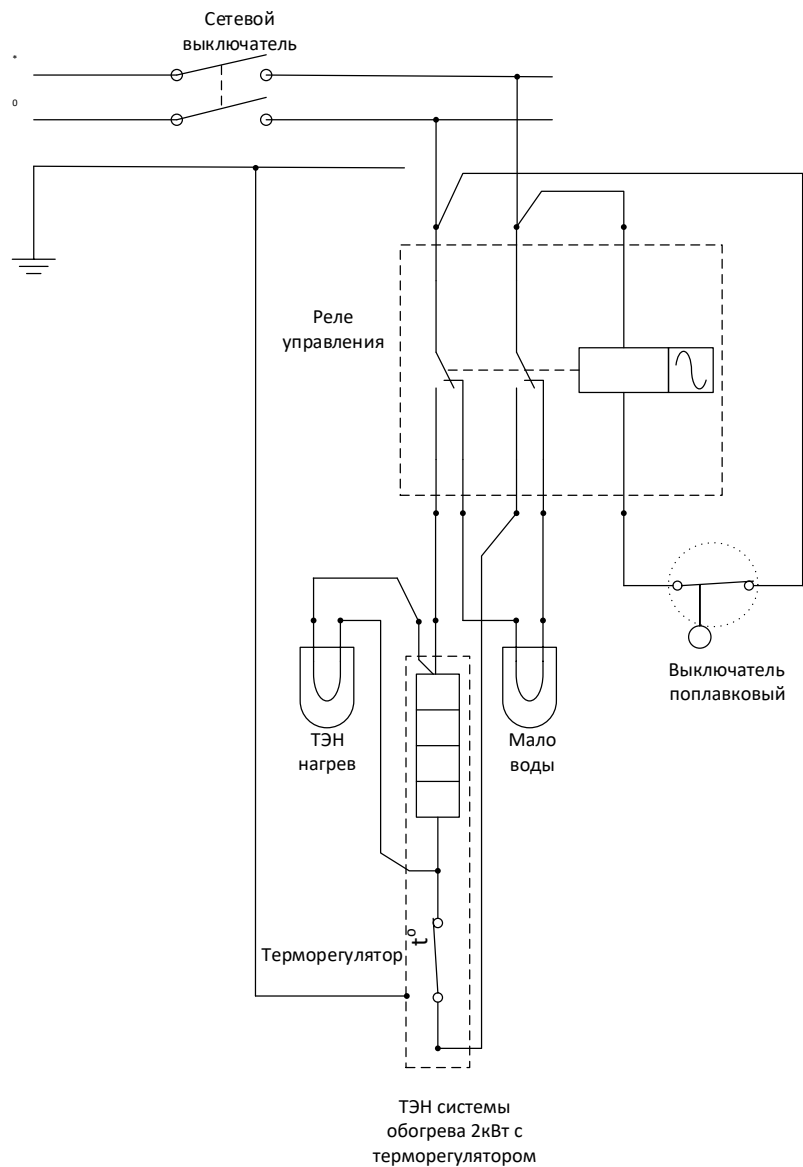 Сетевой
выключатель
*
0
Реле
управления
Выключатель
поплавковый
ТЭН
нагрев
Мало
воды
t°
Терморегулятор
ТЭН системы
обогрева 2кВт с
терморегулятором